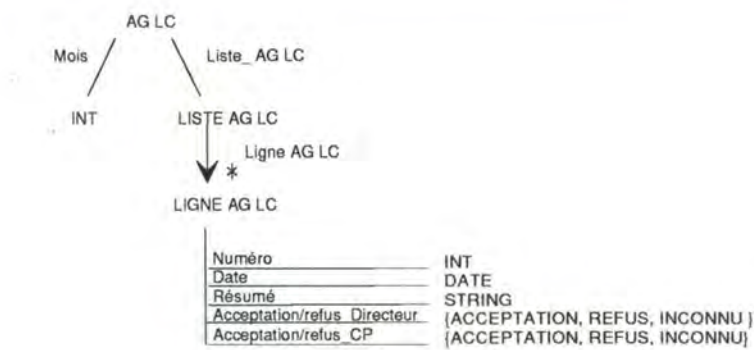 AG LC
Mois Liste_ AG LC
INT LISTE AG LC
Ligne AG LC
*
LIGNE AG LC
Numéro INT
Date DATE
Résumé STRING
Acceptation/refus_Directeur {ACCEPTATION, REFUS, INCONNU}
Acceptation/refus_CP {ACCEPTATION, REFUS, INCONNU}